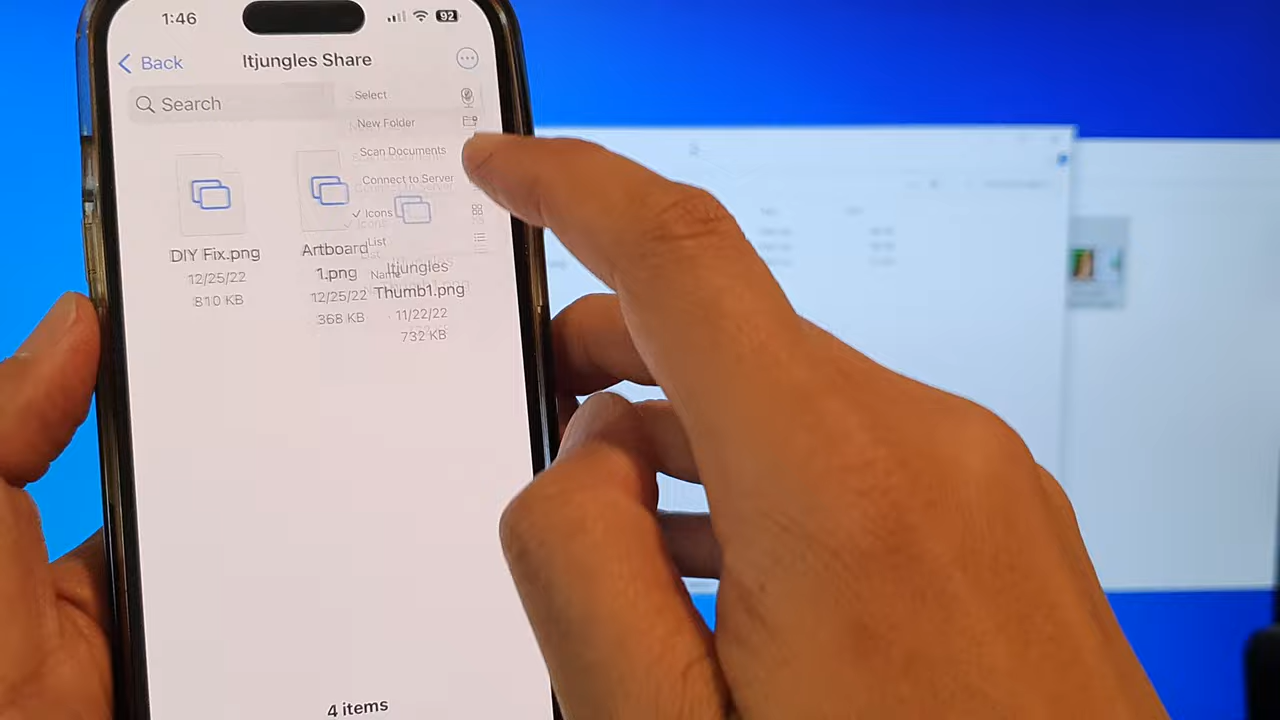 1:46
92
Back
Itjungles Share
Search
Select
New Folder
Scan Documents
Connect to Server
Icons
List
Name
DIY Fix.png
12/25/22
810 KB
Artboard
1.png
12/25/22
368 KB
Itjungles
Thumb1.png
11/22/22
732 KB
4 items